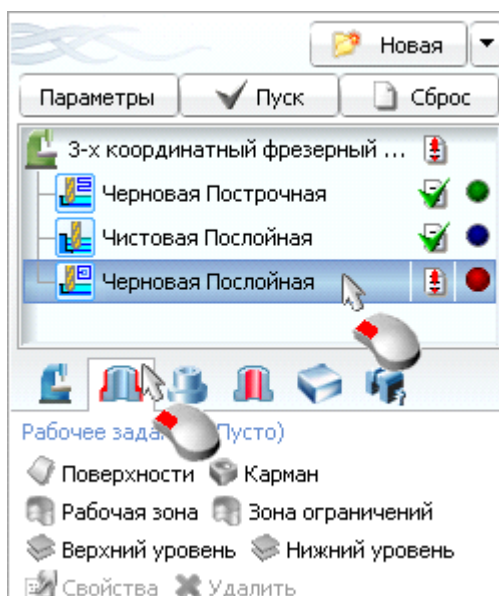 Новая
Параметры Пуск Сброс
3-х координатный фрезерный ...
Черновая Построчная
Чистовая Послойная
Черновая Послойная
Рабочее зада Пусто)
Поверхности Карман
Рабочая зона Зона ограничений
Верхний уровень Нижний уровень
Свойства Удалить